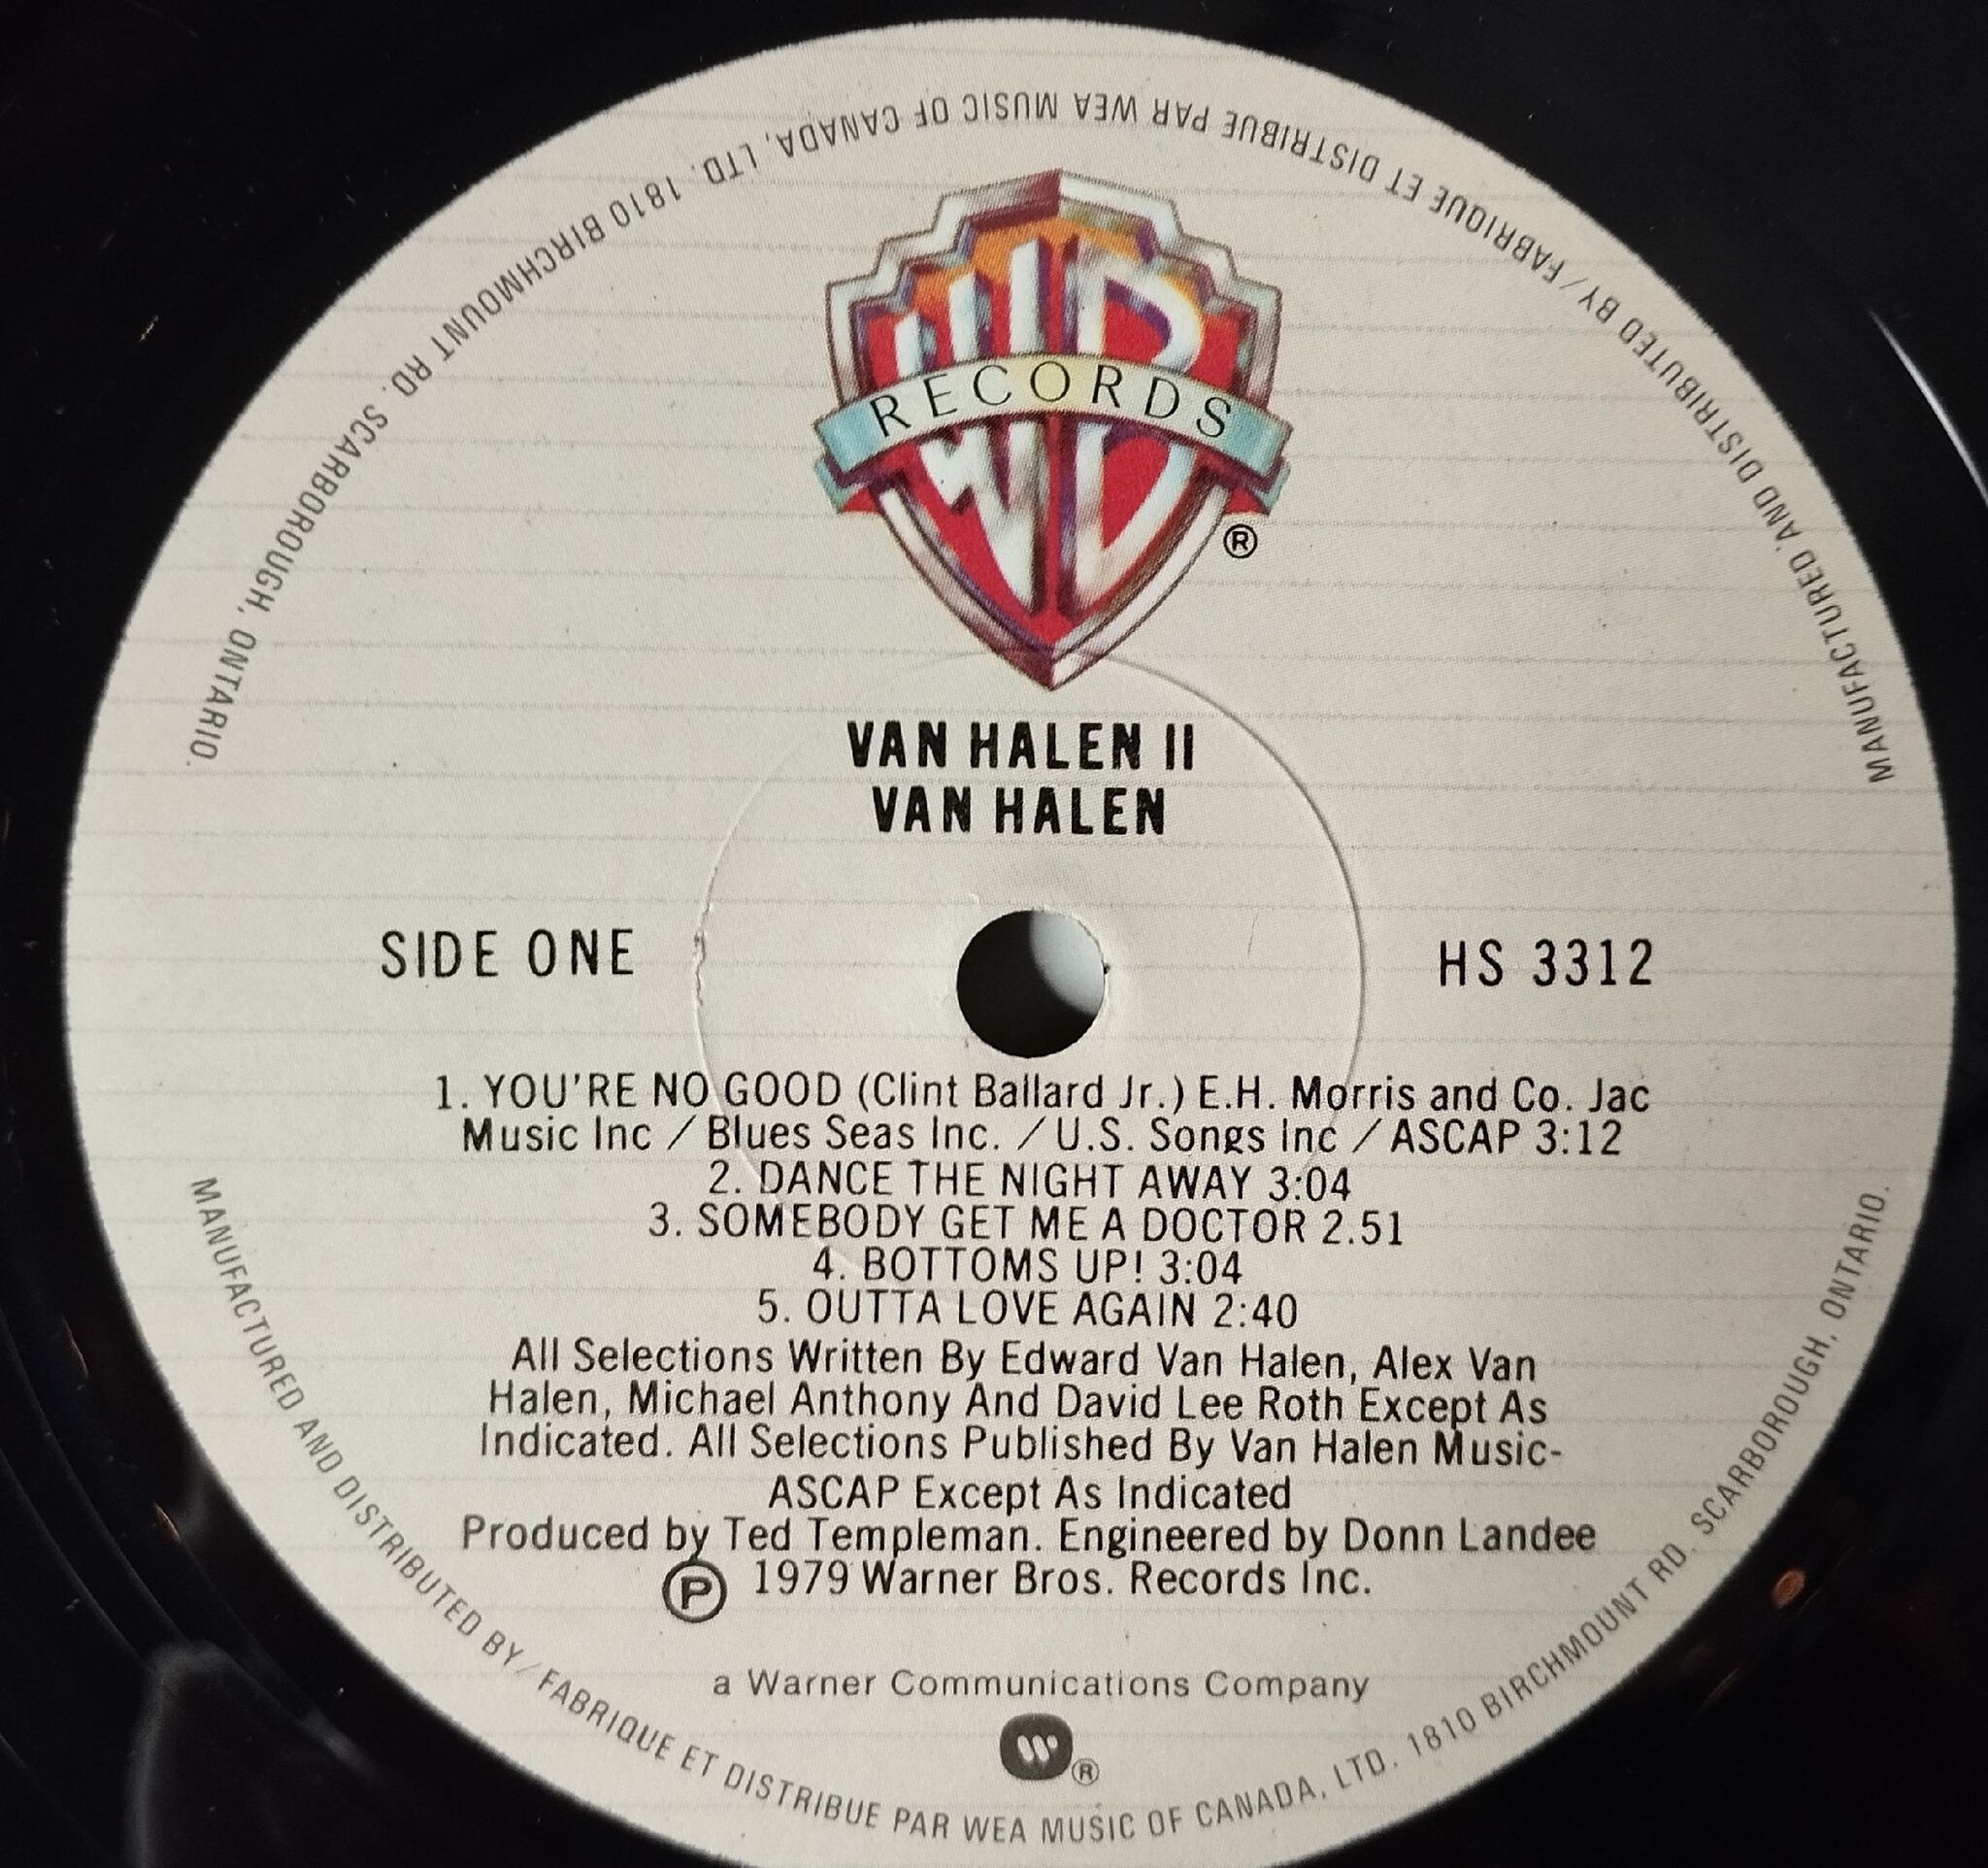 MANUFACTURED AND DISTRIBUTED BY / FABRIQUE ET DISTRIBUE PAR WEA MUSIC OF CANADA, LTD. 1810 BIRCHMOUNT RD. SCARBOROUGH, ONTARIO.
WB
RECORDS
®
VAN HALEN II
VAN HALEN
SIDE ONE
HS 3312
1. YOU'RE NO GOOD (Clint Ballard Jr.) E.H. Morris and Co. Jac
Music Inc / Blues Seas Inc. / U.S. Songs Inc / ASCAP 3:12
2. DANCE THE NIGHT AWAY 3:04
3. SOMEBODY GET ME A DOCTOR 2.51
4. BOTTOMS UP! 3:04
5. OUTTA LOVE AGAIN 2:40
All Selections Written By Edward Van Halen, Alex Van
Halen, Michael Anthony And David Lee Roth Except As
Indicated. All Selections Published By Van Halen Music-
ASCAP Except As Indicated
Produced by Ted Templeman. Engineered by Donn Landee
Ⓟ 1979 Warner Bros. Records Inc.
a Warner Communications Company
W ®
MANUFACTURED AND DISTRIBUTED BY / FABRIQUE ET DISTRIBUE PAR WEA MUSIC OF CANADA, LTD. 1810 BIRCHMOUNT RD. SCARBOROUGH, ONTARIO.